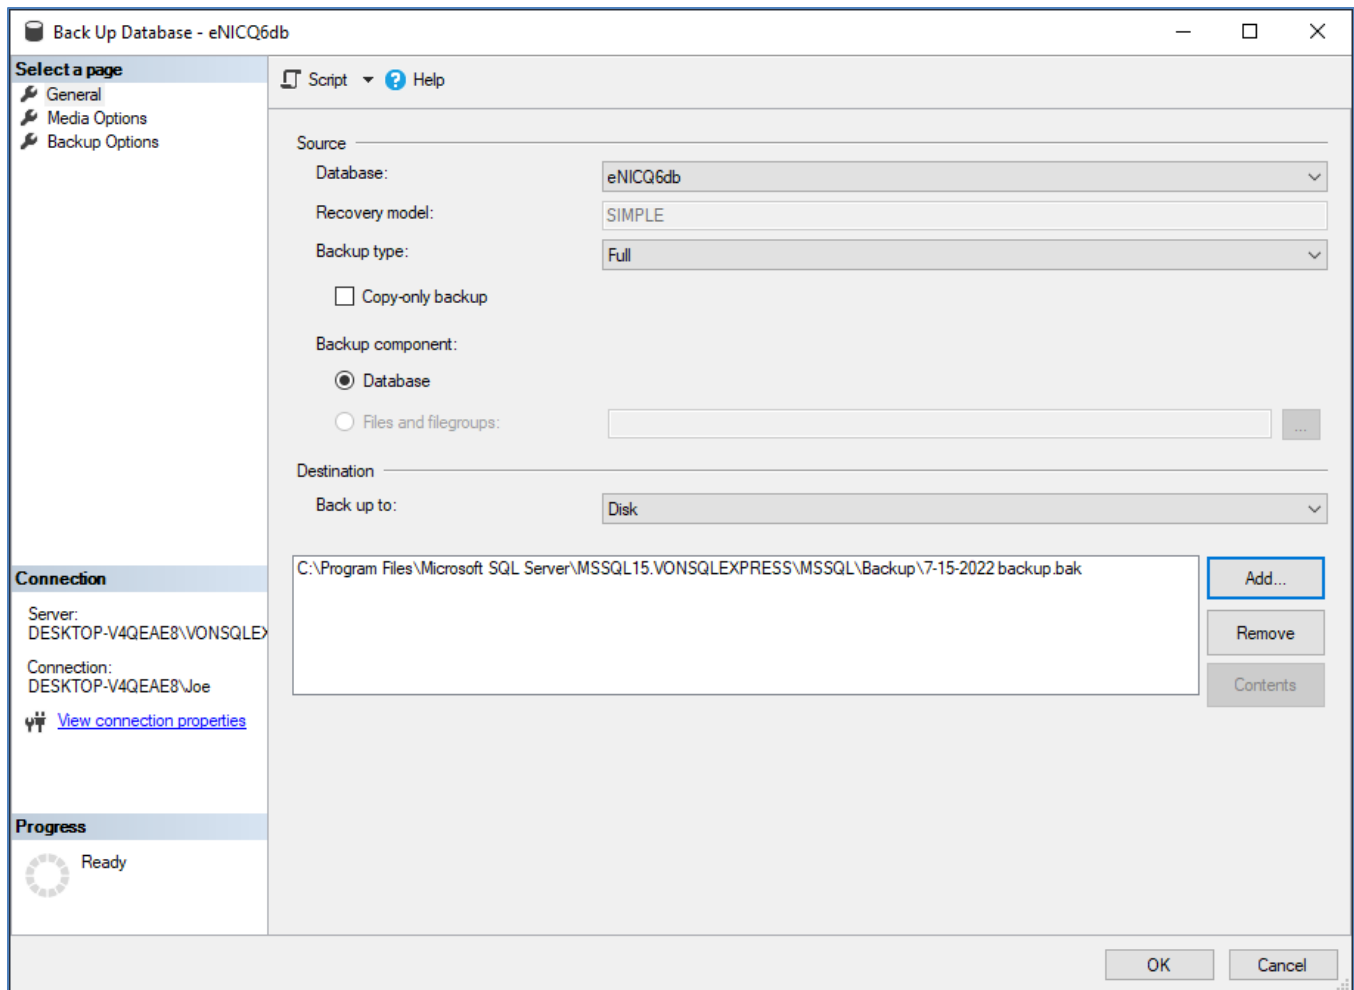 Back Up Database - eNICQ6db
Select a page
General
Media Options
Backup Options
Script
Help
Source
Database:
eNICQ6db
Recovery model:
SIMPLE
Backup type:
Full
Copy-only backup
Backup component:
Database
Files and filegroups:
...
Destination
Back up to:
Disk
C:\Program Files\Microsoft SQL Server\MSSQL15.VONSQLEXPRESS\MSSQL\Backup\7-15-2022 backup.bak
Add...
Remove
Contents
Connection
Server:
DESKTOP-V4QEAE8\VONSQLEX
Connection:
DESKTOP-V4QEAE8\Joe
View connection properties
Progress
Ready
OK
Cancel